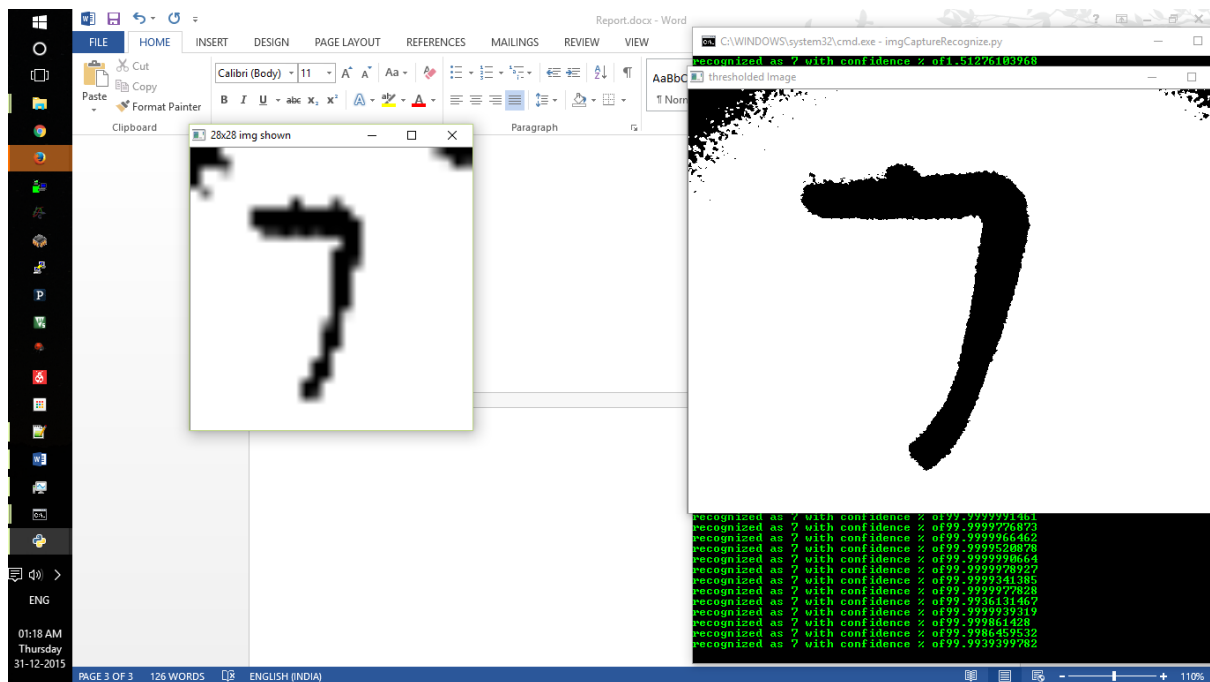 Report.docx - Word
FILE HOME INSERT DESIGN PAGE LAYOUT REFERENCES MAILINGS REVIEW VIEW
Cut
Copy
Format Painter
Paste
Clipboard
Calibri (Body) 11
Paragraph
AaBbC
¶ Norm
28x28 img shown
7
C:\WINDOWS\system32\cmd.exe - imgCaptureRecognize.py
recognized as 7 with confidence % of1.51276103968
thresholded Image
7
recognized as 7 with confidence % of99.9999991461
recognized as 7 with confidence % of99.9999776873
recognized as 7 with confidence % of99.9999966462
recognized as 7 with confidence % of99.9999520878
recognized as 7 with confidence % of99.9999990664
recognized as 7 with confidence % of99.9999978927
recognized as 7 with confidence % of99.9999341385
recognized as 7 with confidence % of99.9999977828
recognized as 7 with confidence % of99.9936131467
recognized as 7 with confidence % of99.9999939319
recognized as 7 with confidence % of99.999861428
recognized as 7 with confidence % of99.9986459532
recognized as 7 with confidence % of99.9939399782
ENG
01:18 AM
Thursday
31-12-2015
PAGE 3 OF 3 126 WORDS ENGLISH (INDIA) 110%